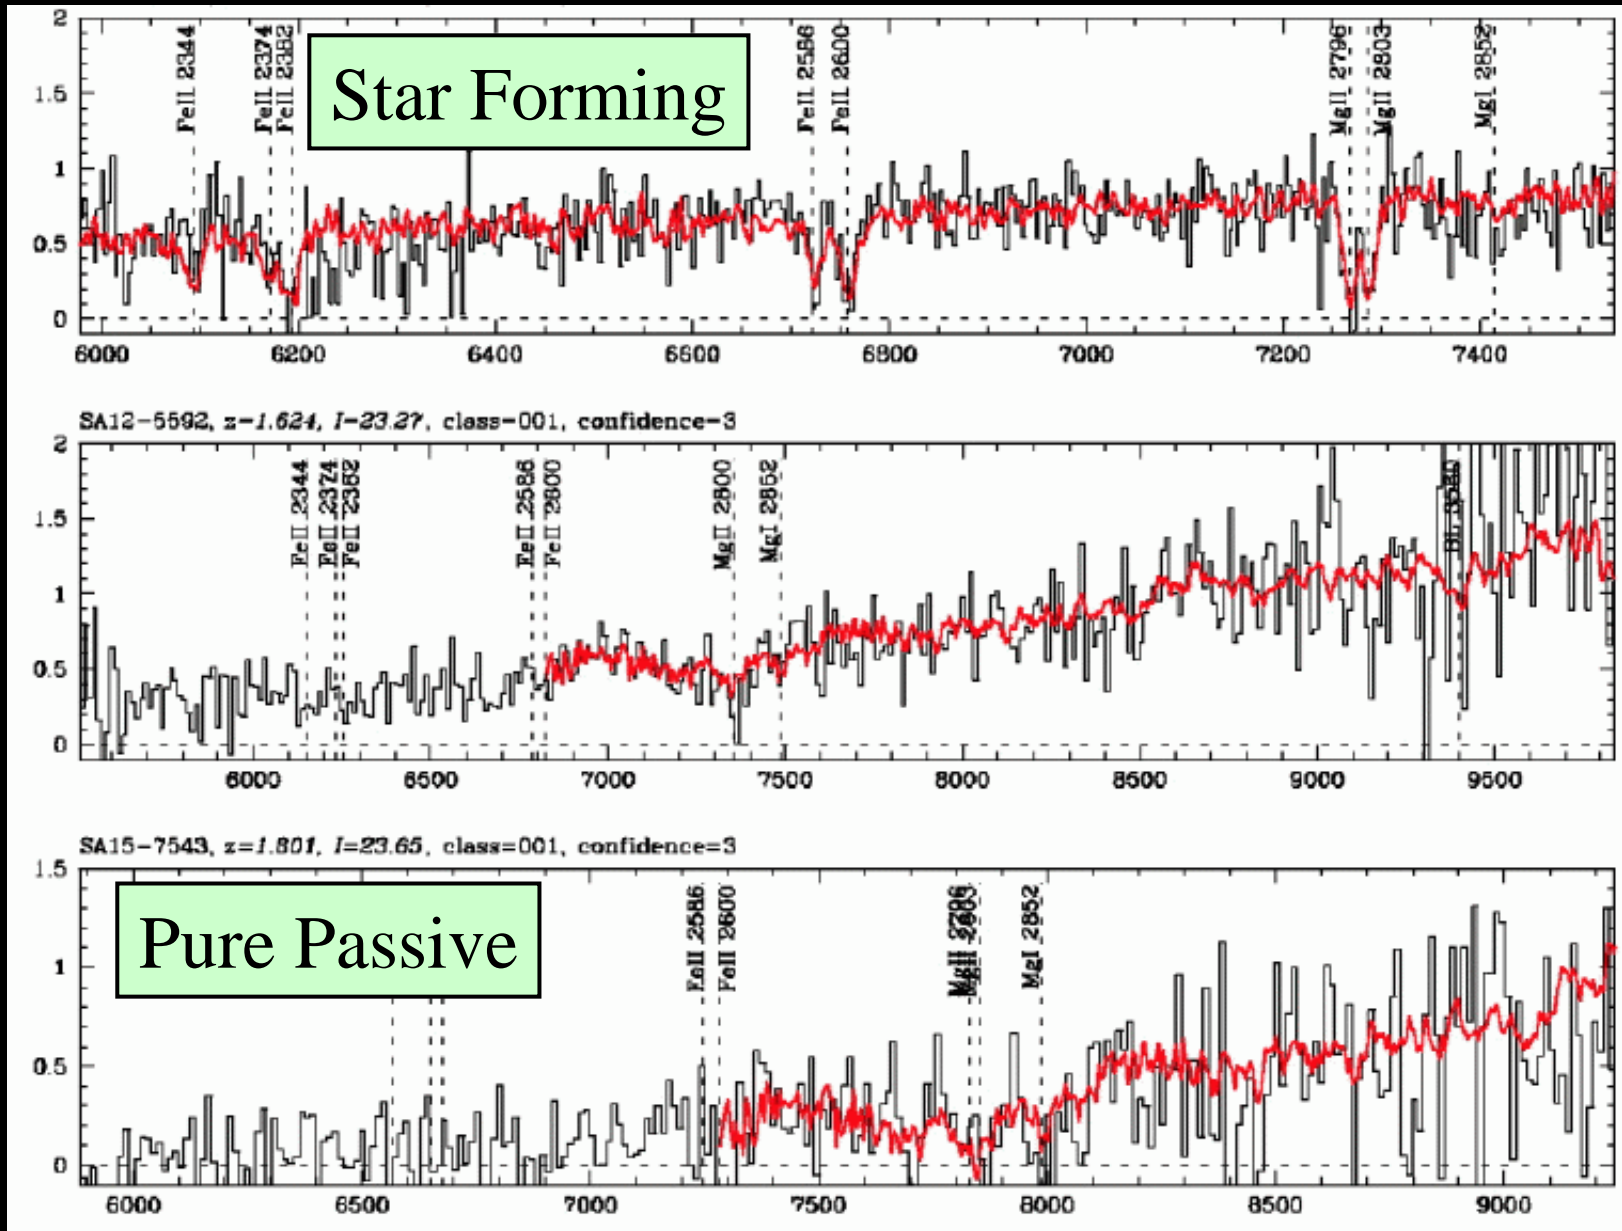 2
1.5
1
0.5
0
FeII 2344
FeII 2374
FeII 2382
Star Forming
FeII 2586
FeII 2600
MgII 2796
MgII 2803
MgI 2852
6000 6200 6400 6600 6800 7000 7200 7400
SA12-5592, z=1.624, I=23.27, class=001, confidence=3
2
1.5
1
0.5
0
FeII 2344
FeII 2374
FeII 2382
FeII 2586
FeII 2600
MgII 2800
MgI 2852
6000 6500 7000 7500 8000 8500 9000 9500
SA15-7543, z=1.801, I=23.65, class=001, confidence=3
1.5
1
0.5
0
Pure Passive
FeII 2586
FeII 2600
MgII 2796
MgII 2803
MgI 2852
6000 6500 7000 7500 8000 8500 9000